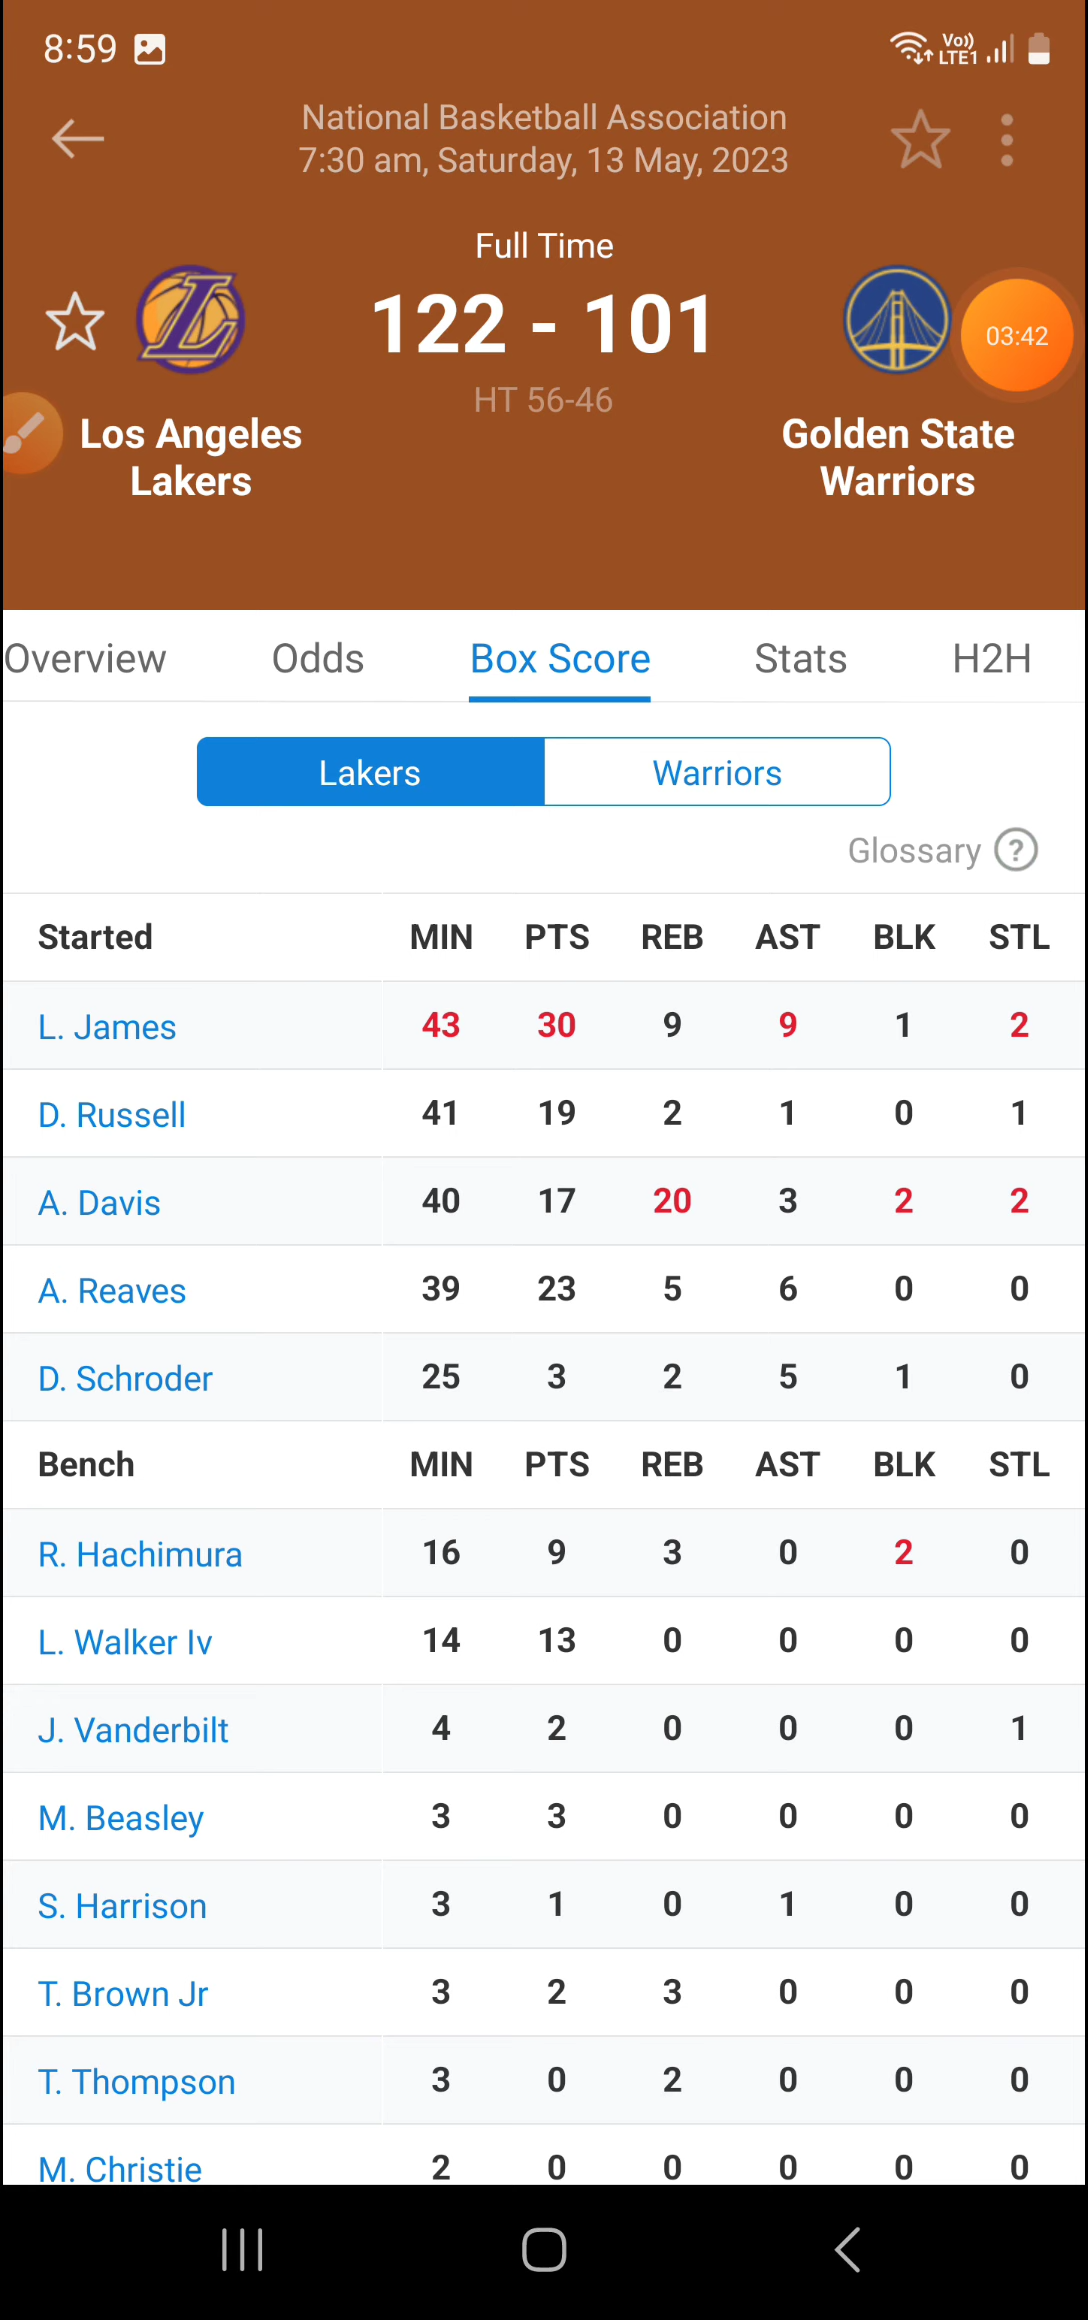 8:59
Vo)) LTE1
National Basketball Association
7:30 am, Saturday, 13 May, 2023
Full Time
122 - 101
HT 56-46
03:42
Los Angeles Lakers
Golden State Warriors
Overview Odds Box Score Stats H2H
Lakers Warriors
Glossary ?
Started MIN PTS REB AST BLK STL
L. James 43 30 9 9 1 2
D. Russell 41 19 2 1 0 1
A. Davis 40 17 20 3 2 2
A. Reaves 39 23 5 6 0 0
D. Schroder 25 3 2 5 1 0
Bench MIN PTS REB AST BLK STL
R. Hachimura 16 9 3 0 2 0
L. Walker Iv 14 13 0 0 0 0
J. Vanderbilt 4 2 0 0 0 1
M. Beasley 3 3 0 0 0 0
S. Harrison 3 1 0 1 0 0
T. Brown Jr 3 2 3 0 0 0
T. Thompson 3 0 2 0 0 0
M. Christie 2 0 0 0 0 0